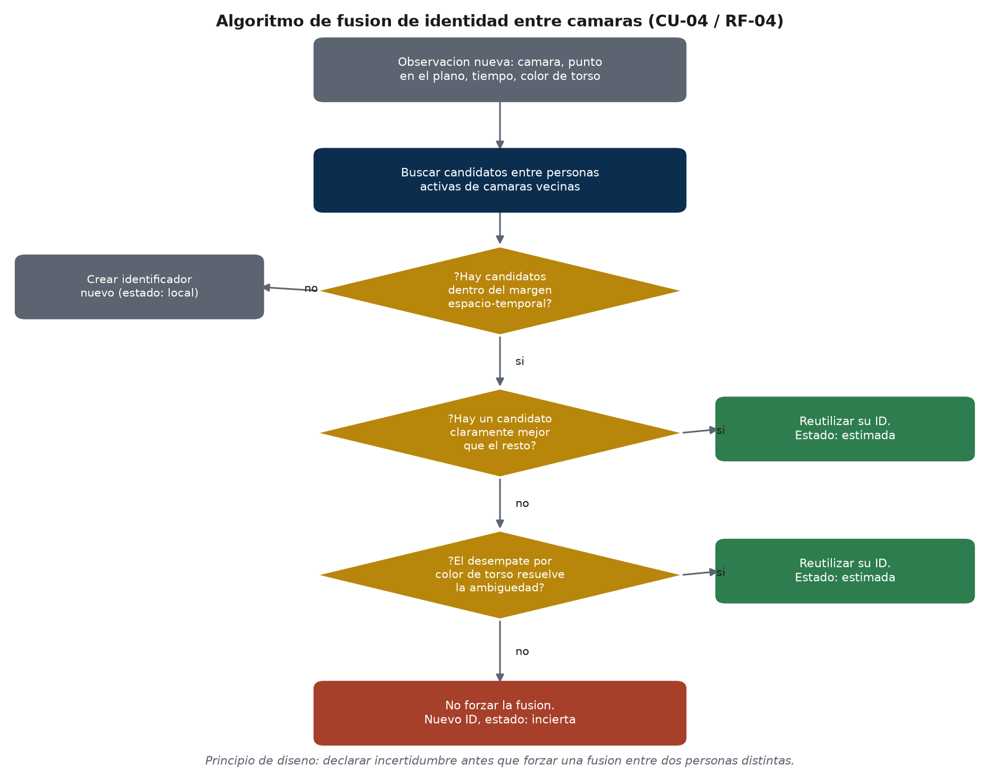 Algoritmo de fusion de identidad entre camaras (CU-04 / RF-04)
Observacion nueva: camara, punto
en el plano, tiempo, color de torso
Buscar candidatos entre personas
activas de camaras vecinas
?Hay candidatos
dentro del margen
espacio-temporal?
no
Crear identificador
nuevo (estado: local)
si
?Hay un candidato
claramente mejor
que el resto?
si
Reutilizar su ID.
Estado: estimada
no
?El desempate por
color de torso resuelve
la ambiguedad?
si
Reutilizar su ID.
Estado: estimada
no
No forzar la fusion.
Nuevo ID, estado: incierta
Principio de diseno: declarar incertidumbre antes que forzar una fusion entre dos personas distintas.